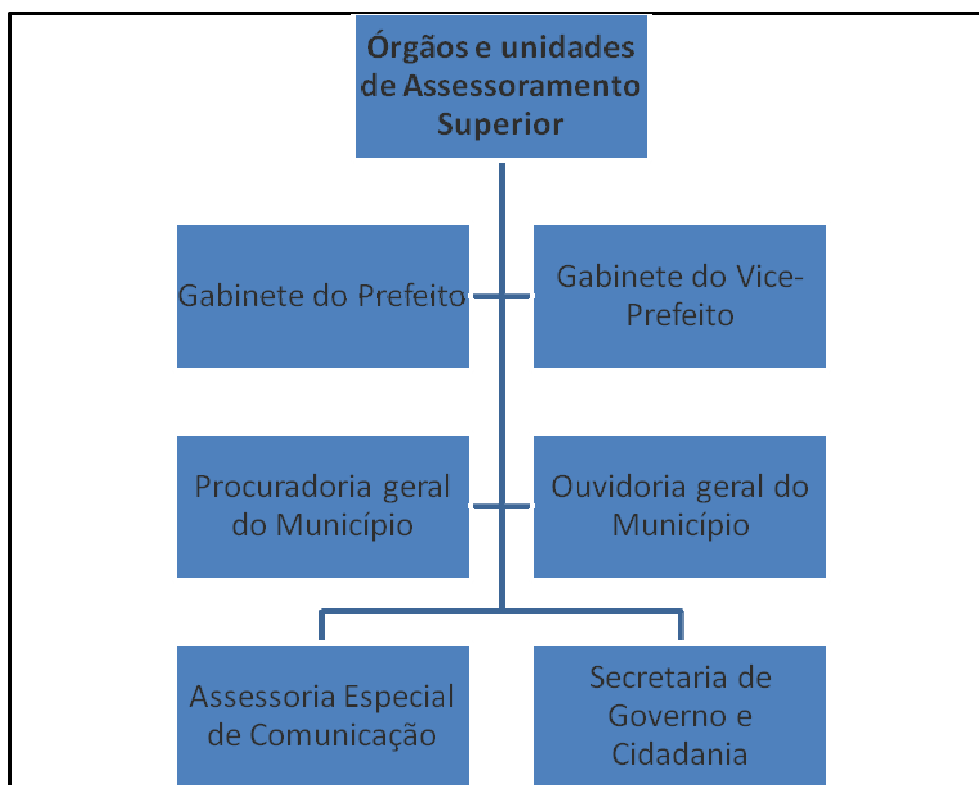 Órgãos e unidades
de Assessoramento
Superior
Gabinete do Prefeito
Gabinete do Vice-
Prefeito
Procuradoria geral
do Município
Ouvidoria geral do
Município
Assessoria Especial
de Comunicação
Secretaria de
Governo e
Cidadania